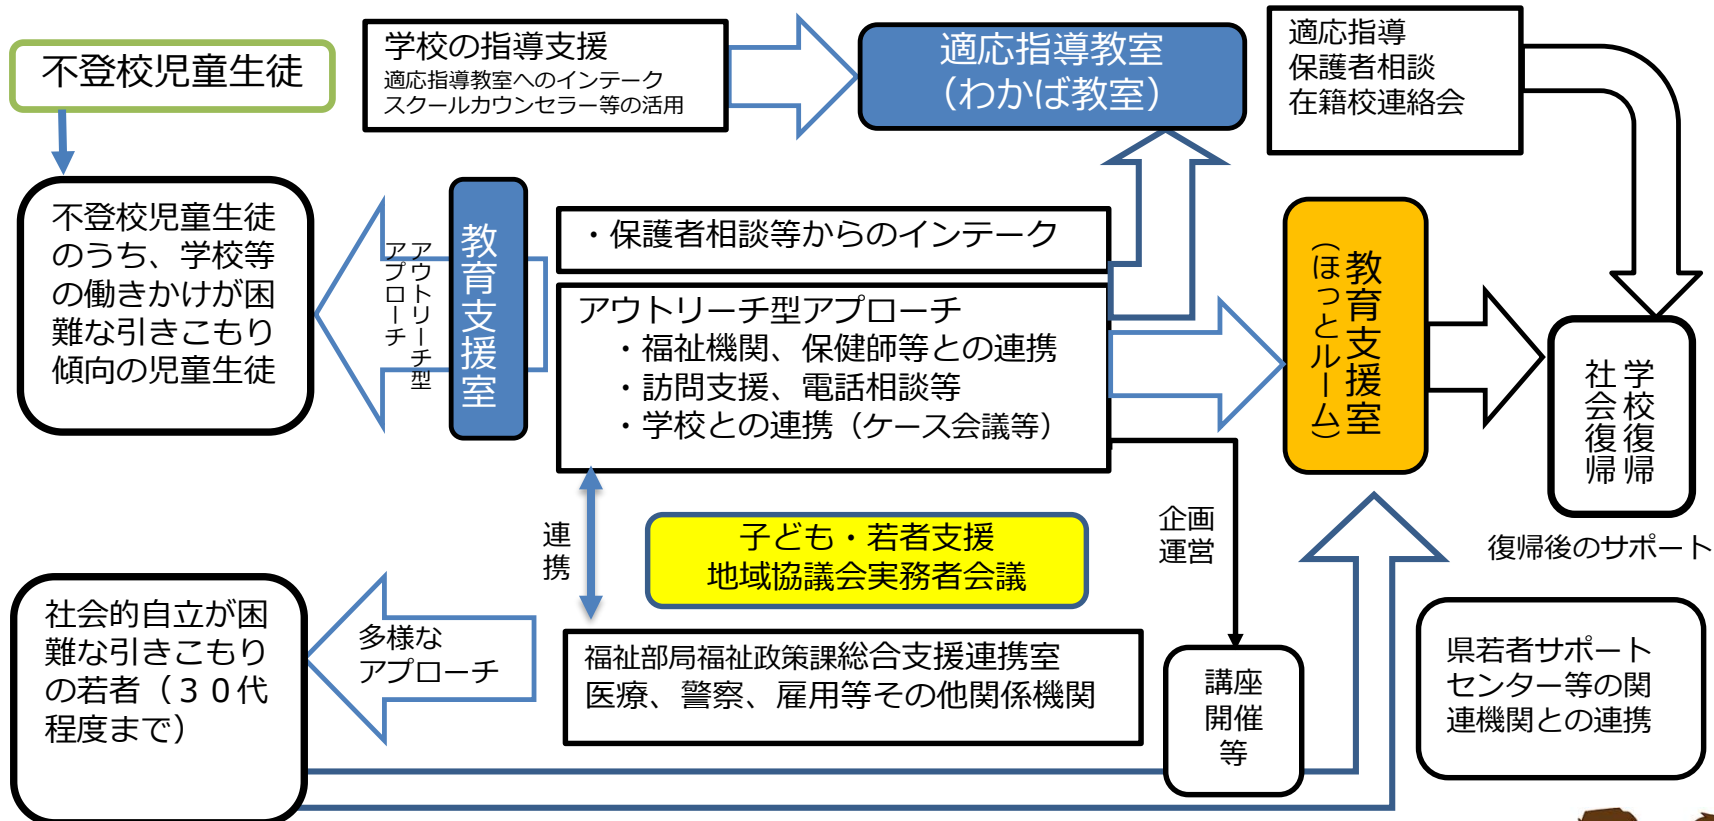 不登校児童生徒
学校の指導支援
適応指導教室へのインテーク
スクールカウンセラー等の活用
適応指導教室
（わかば教室）
適応指導
保護者相談
在籍校連絡会
不登校児童生徒
のうち、学校等
の働きかけが困
難な引きこもり
傾向の児童生徒
アウトリーチ型
アプローチ
教育支援室
・保護者相談等からのインテーク
アウトリーチ型アプローチ
・福祉機関、保健師等との連携
・訪問支援、電話相談等
・学校との連携（ケース会議等）
教育支援室
（ほっとルーム）
学校復帰
社会復帰
復帰後のサポート
連携
子ども・若者支援
地域協議会実務者会議
企画
運営
社会的自立が困
難な引きこもり
の若者（３０代
程度まで）
多様な
アプローチ
福祉部局福祉政策課総合支援連携室
医療、警察、雇用等その他関係機関
講座
開催
等
県若者サポート
センター等の関
連機関との連携